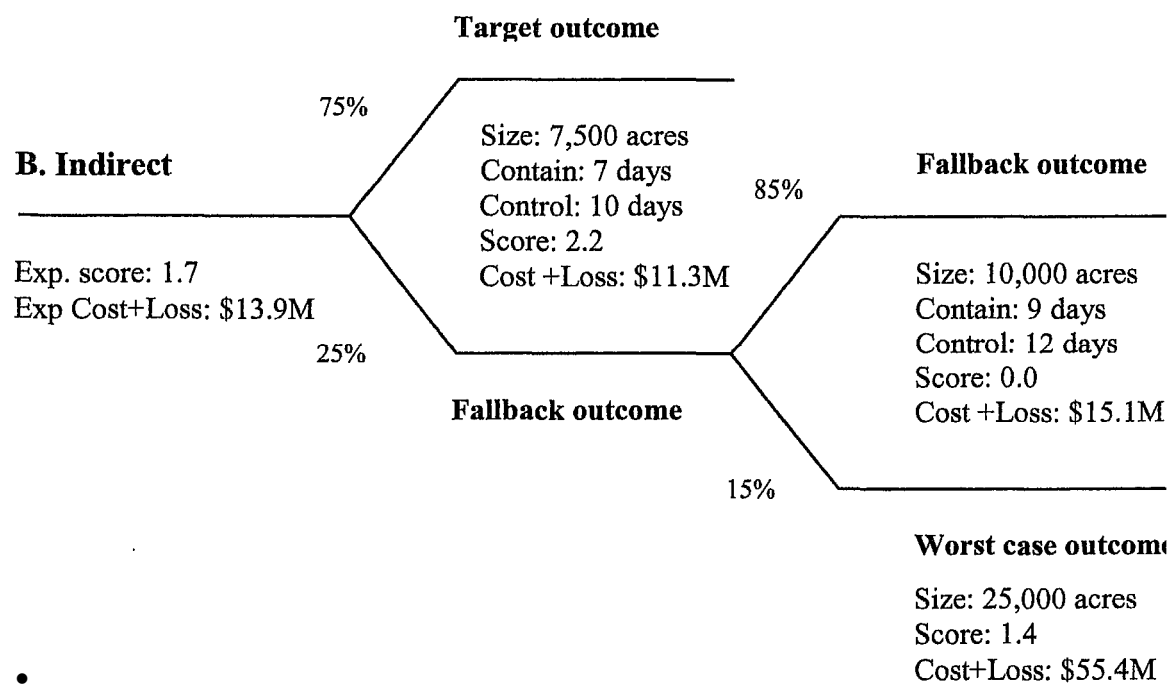 Target outcome
75%
Size: 7,500 acres
Contain: 7 days
Control: 10 days
Score: 2.2
Cost +Loss: $11.3M
B. Indirect
Exp. score: 1.7
Exp Cost+Loss: $13.9M
25%
Fallback outcome
85%
Fallback outcome
Size: 10,000 acres
Contain: 9 days
Control: 12 days
Score: 0.0
Cost +Loss: $15.1M
15%
Worst case outcome
Size: 25,000 acres
Score: 1.4
Cost+Loss: $55.4M